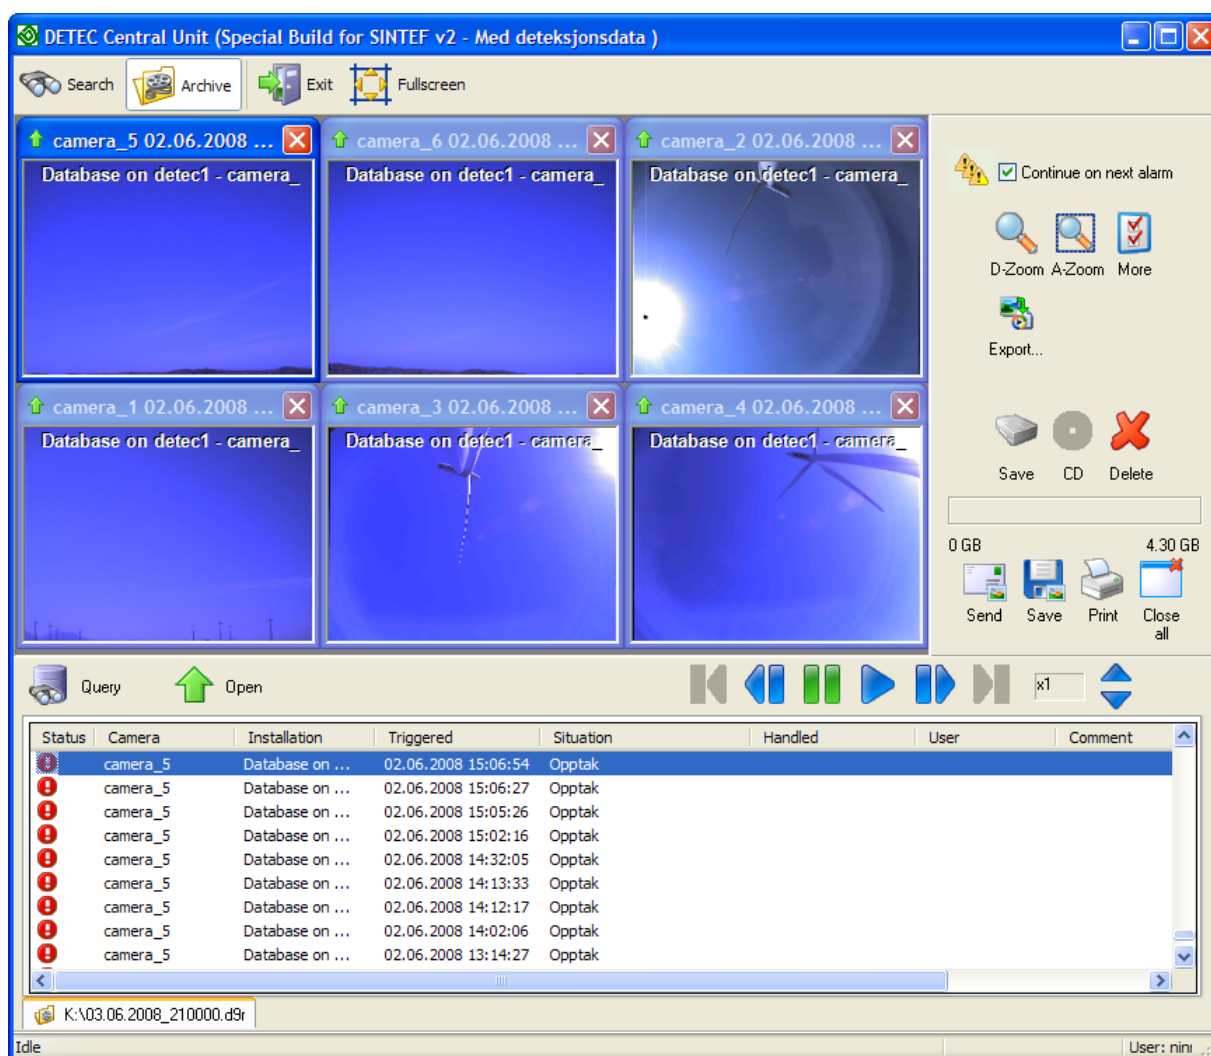 DETEC Central Unit (Special Build for SINTEF v2 - Med deteksjonsdata )
Search Archive Exit Fullscreen
camera_5 02.06.2008 ... camera_6 02.06.2008 ... camera_2 02.06.2008 ...
Database on detec1 - camera_ Database on detec1 - camera_ Database on detec1 - camera_
Continue on next alarm
D-Zoom A-Zoom More
Export...
camera_1 02.06.2008 ... camera_3 02.06.2008 ... camera_4 02.06.2008 ...
Database on detec1 - camera_ Database on detec1 - camera_ Database on detec1 - camera_
Save CD Delete
0 GB 4.30 GB
Send Save Print Close all
Query Open x1
Status Camera Installation Triggered Situation Handled User Comment
camera_5 Database on ... 02.06.2008 15:06:54 Opptak
camera_5 Database on ... 02.06.2008 15:06:27 Opptak
camera_5 Database on ... 02.06.2008 15:05:26 Opptak
camera_5 Database on ... 02.06.2008 15:02:16 Opptak
camera_5 Database on ... 02.06.2008 14:32:05 Opptak
camera_5 Database on ... 02.06.2008 14:13:33 Opptak
camera_5 Database on ... 02.06.2008 14:12:17 Opptak
camera_5 Database on ... 02.06.2008 14:02:06 Opptak
camera_5 Database on ... 02.06.2008 13:14:27 Opptak
K:\03.06.2008_210000.d9r
Idle User: